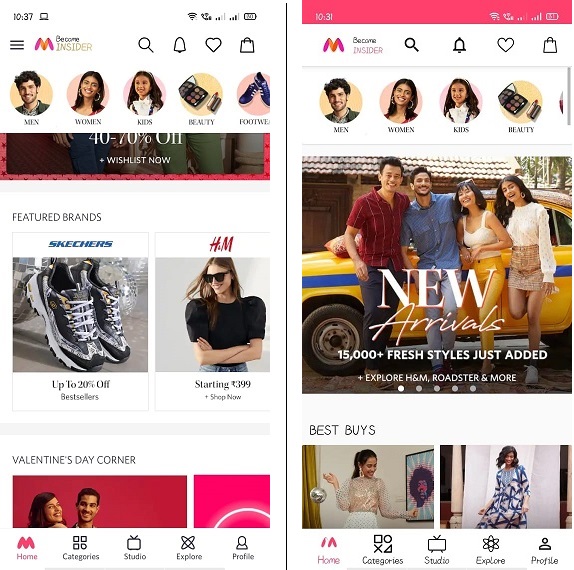 10:37
Become
INSIDER
MEN
WOMEN
KIDS
BEAUTY
FOOTWE
40-70% Off
+ WISHLIST NOW
FEATURED BRANDS
SKECHERS
H&M
Up To 20% Off
Bestsellers
Starting ₹399
+ Shop Now
VALENTINE'S DAY CORNER
Home
Categories
Studio
Explore
Profile
10:31
Become
INSIDER
MEN
WOMEN
KIDS
BEAUTY
NEW
Arrivals
15,000+ FRESH STYLES JUST ADDED
+ EXPLORE H&M, ROADSTER & MORE
BEST BUYS
Home
Categories
Studio
Explore
Profile